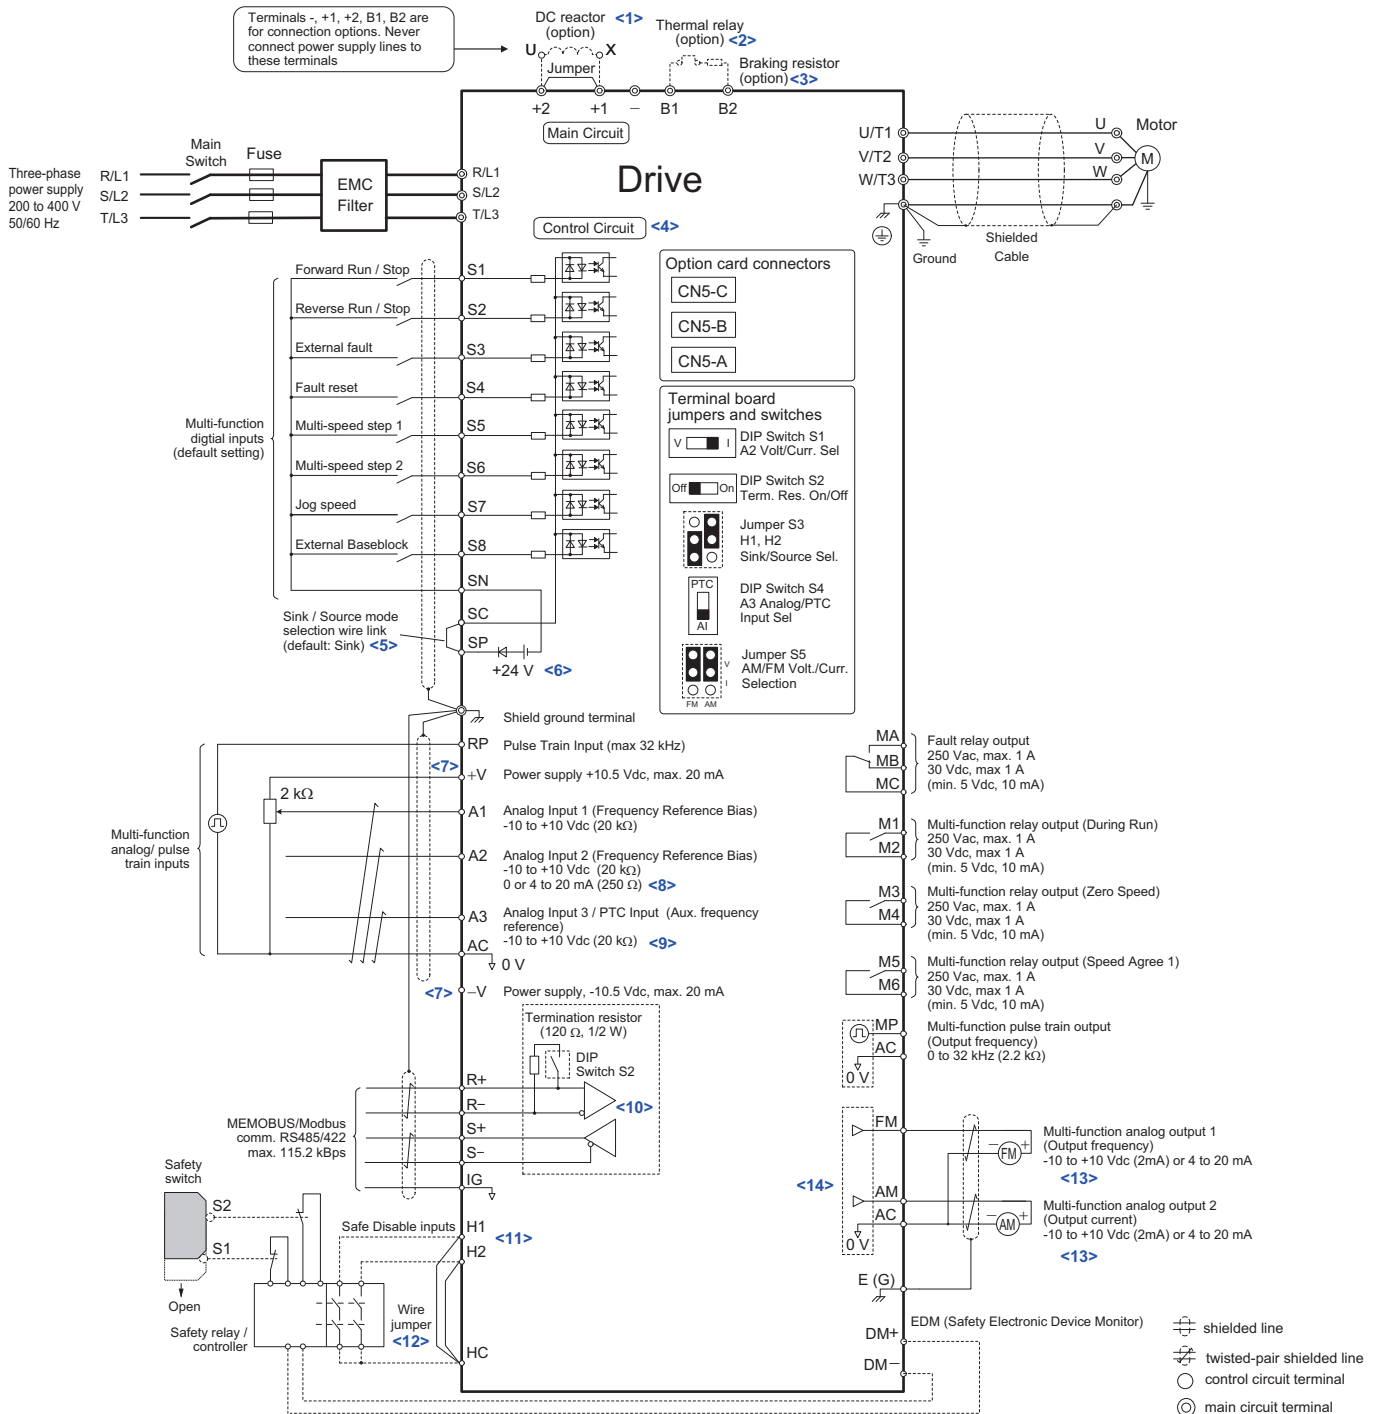 Terminals -, +1, +2, B1, B2 are
for connection options. Never
connect power supply lines to
these terminals
DC reactor <1>
(option)
U X
Jumper
Thermal relay
(option) <2>
Braking resistor
(option) <3>
+2 +1 − B1 B2
Main Circuit
Drive
Three-phase
power supply
200 to 400 V
50/60 Hz
R/L1
S/L2
T/L3
Main
Switch
Fuse
EMC
Filter
R/L1
S/L2
T/L3
U/T1
V/T2
W/T3
U
V
W
Motor
M
Ground
Shielded
Cable
Control Circuit <4>
Multi-function
digtial inputs
(default setting)
Forward Run / Stop S1
Reverse Run / Stop S2
External fault S3
Fault reset S4
Multi-speed step 1 S5
Multi-speed step 2 S6
Jog speed S7
External Baseblock S8
SN
SC
SP
Sink / Source mode
selection wire link
(default: Sink) <5>
+24 V <6>
Option card connectors
CN5-C
CN5-B
CN5-A
Terminal board
jumpers and switches
V I
DIP Switch S1
A2 Volt/Curr. Sel
Off On
DIP Switch S2
Term. Res. On/Off
Jumper S3
H1, H2
Sink/Source Sel.
PTC
AI
DIP Switch S4
A3 Analog/PTC
Input Sel
V
I
FM AM
Jumper S5
AM/FM Volt./Curr.
Selection
Shield ground terminal
Multi-function
analog/ pulse
train inputs
2 kΩ
RP Pulse Train Input (max 32 kHz)
<7> +V Power supply +10.5 Vdc, max. 20 mA
A1 Analog Input 1 (Frequency Reference Bias)
-10 to +10 Vdc (20 kΩ)
A2 Analog Input 2 (Frequency Reference Bias)
-10 to +10 Vdc (20 kΩ)
0 or 4 to 20 mA (250 Ω) <8>
A3 Analog Input 3 / PTC Input (Aux. frequency
reference)
-10 to +10 Vdc (20 kΩ) <9>
AC
0 V
<7> −V Power supply, -10.5 Vdc, max. 20 mA
Termination resistor
(120 Ω, 1/2 W)
DIP
Switch S2
<10>
MEMOBUS/Modbus
comm. RS485/422
max. 115.2 kBps
R+
R−
S+
S−
IG
Safety
switch
S2
S1
Open
Safety relay /
controller
Safe Disable inputs
H1
<11>
H2
Wire
jumper
<12>
HC
MA
MB
MC
Fault relay output
250 Vac, max. 1 A
30 Vdc, max 1 A
(min. 5 Vdc, 10 mA)
M1
M2
Multi-function relay output (During Run)
250 Vac, max. 1 A
30 Vdc, max 1 A
(min. 5 Vdc, 10 mA)
M3
M4
Multi-function relay output (Zero Speed)
250 Vac, max. 1 A
30 Vdc, max 1 A
(min. 5 Vdc, 10 mA)
M5
M6
Multi-function relay output (Speed Agree 1)
250 Vac, max. 1 A
30 Vdc, max 1 A
(min. 5 Vdc, 10 mA)
MP
AC
0 V
Multi-function pulse train output
(Output frequency)
0 to 32 kHz (2.2 kΩ)
FM
− FM +
Multi-function analog output 1
(Output frequency)
-10 to +10 Vdc (2mA) or 4 to 20 mA
<13>
<14>
AM
AC
0 V
− AM +
Multi-function analog output 2
(Output current)
-10 to +10 Vdc (2mA) or 4 to 20 mA
<13>
E (G)
EDM (Safety Electronic Device Monitor)
DM+
DM−
shielded line
twisted-pair shielded line
control circuit terminal
main circuit terminal